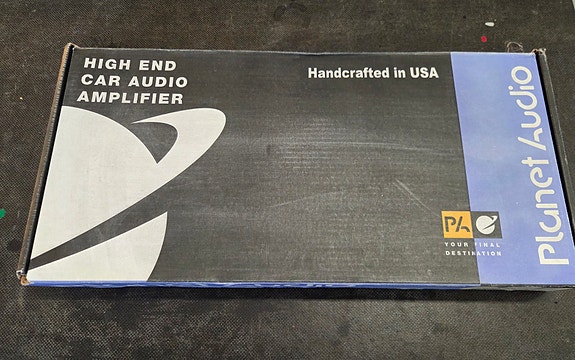 HIGH END
CAR AUDIO
AMPLIFIER
Handcrafted in USA
Planet Audio
PA
YOUR FINAL
DESTINATION